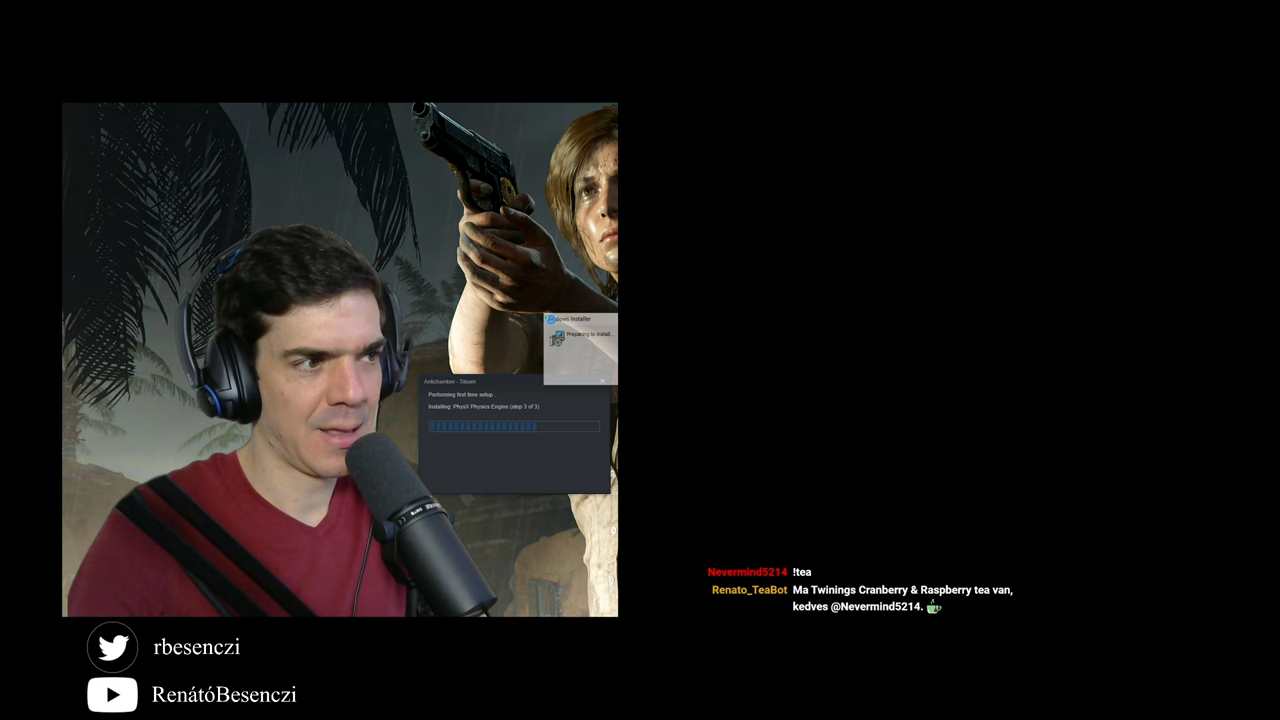 Windows Installer
Preparing to install...
Antichamber - Steam
Performing first time setup...
Installing: PhysX Physics Engine (step 3 of 3)
Nevermind5214 !tea
Renato_TeaBot Ma Twinings Cranberry & Raspberry tea van,
kedves @Nevermind5214.
rbesenczi
RenátóBesenczi